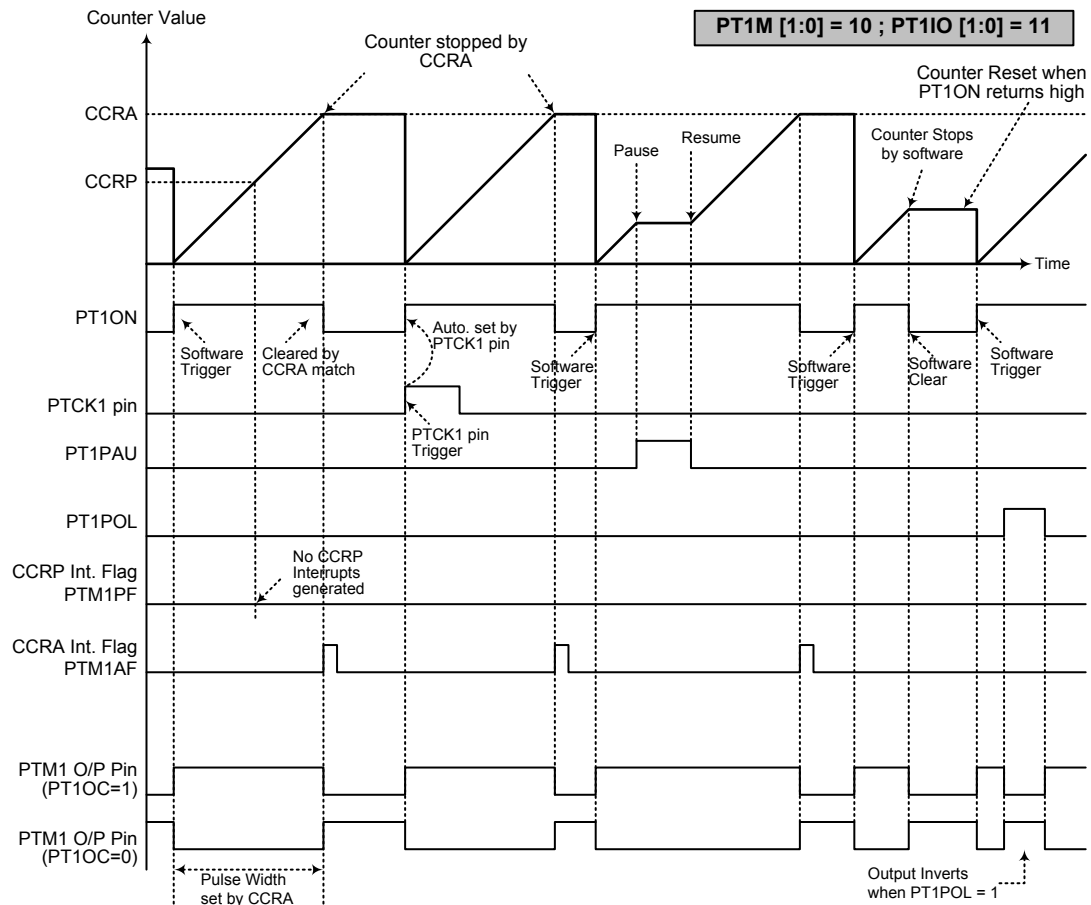 Counter Value
PT1M [1:0] = 10 ; PT1IO [1:0] = 11
Counter stopped by
CCRA
Counter Reset when
PT1ON returns high
CCRA
CCRP
Pause
Resume
Counter Stops
by software
Time
PT1ON
Software
Trigger
Cleared by
CCRA match
Auto. set by
PTCK1 pin
Software
Trigger
Software
Trigger
Software
Clear
Software
Trigger
PTCK1 pin
PTCK1 pin
Trigger
PT1PAU
PT1POL
CCRP Int. Flag
PTM1PF
No CCRP
Interrupts
generated
CCRA Int. Flag
PTM1AF
PTM1 O/P Pin
(PT1OC=1)
PTM1 O/P Pin
(PT1OC=0)
Pulse Width
set by CCRA
Output Inverts
when PT1POL = 1